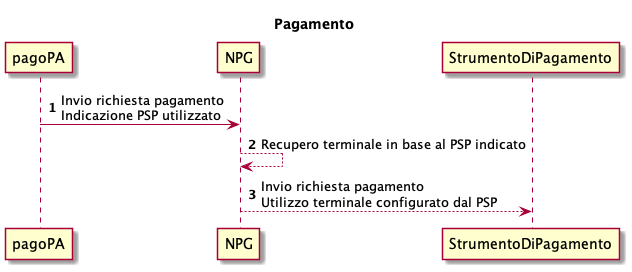 Pagamento
pagoPA
NPG
StrumentoDiPagamento
1 Invio richiesta pagamento
Indicazione PSP utilizzato
2 Recupero terminale in base al PSP indicato
3 Invio richiesta pagamento
Utilizzo terminale configurato dal PSP
pagoPA
NPG
StrumentoDiPagamento